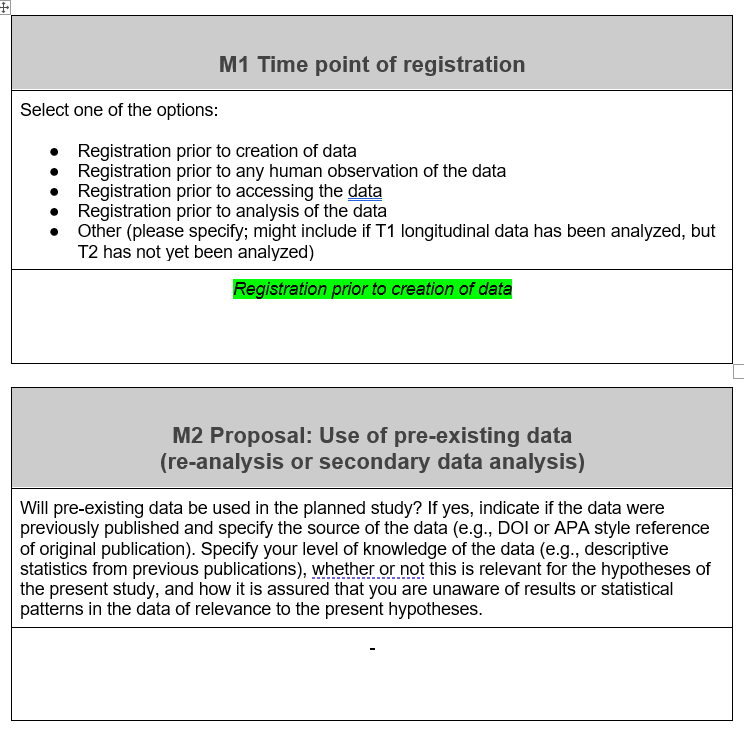 M1 Time point of registration
Select one of the options:
● Registration prior to creation of data
● Registration prior to any human observation of the data
● Registration prior to accessing the data
● Registration prior to analysis of the data
● Other (please specify; might include if T1 longitudinal data has been analyzed, but
T2 has not yet been analyzed)
Registration prior to creation of data
M2 Proposal: Use of pre-existing data
(re-analysis or secondary data analysis)
Will pre-existing data be used in the planned study? If yes, indicate if the data were
previously published and specify the source of the data (e.g., DOI or APA style reference
of original publication). Specify your level of knowledge of the data (e.g., descriptive
statistics from previous publications), whether or not this is relevant for the hypotheses of
the present study, and how it is assured that you are unaware of results or statistical
patterns in the data of relevance to the present hypotheses.
-